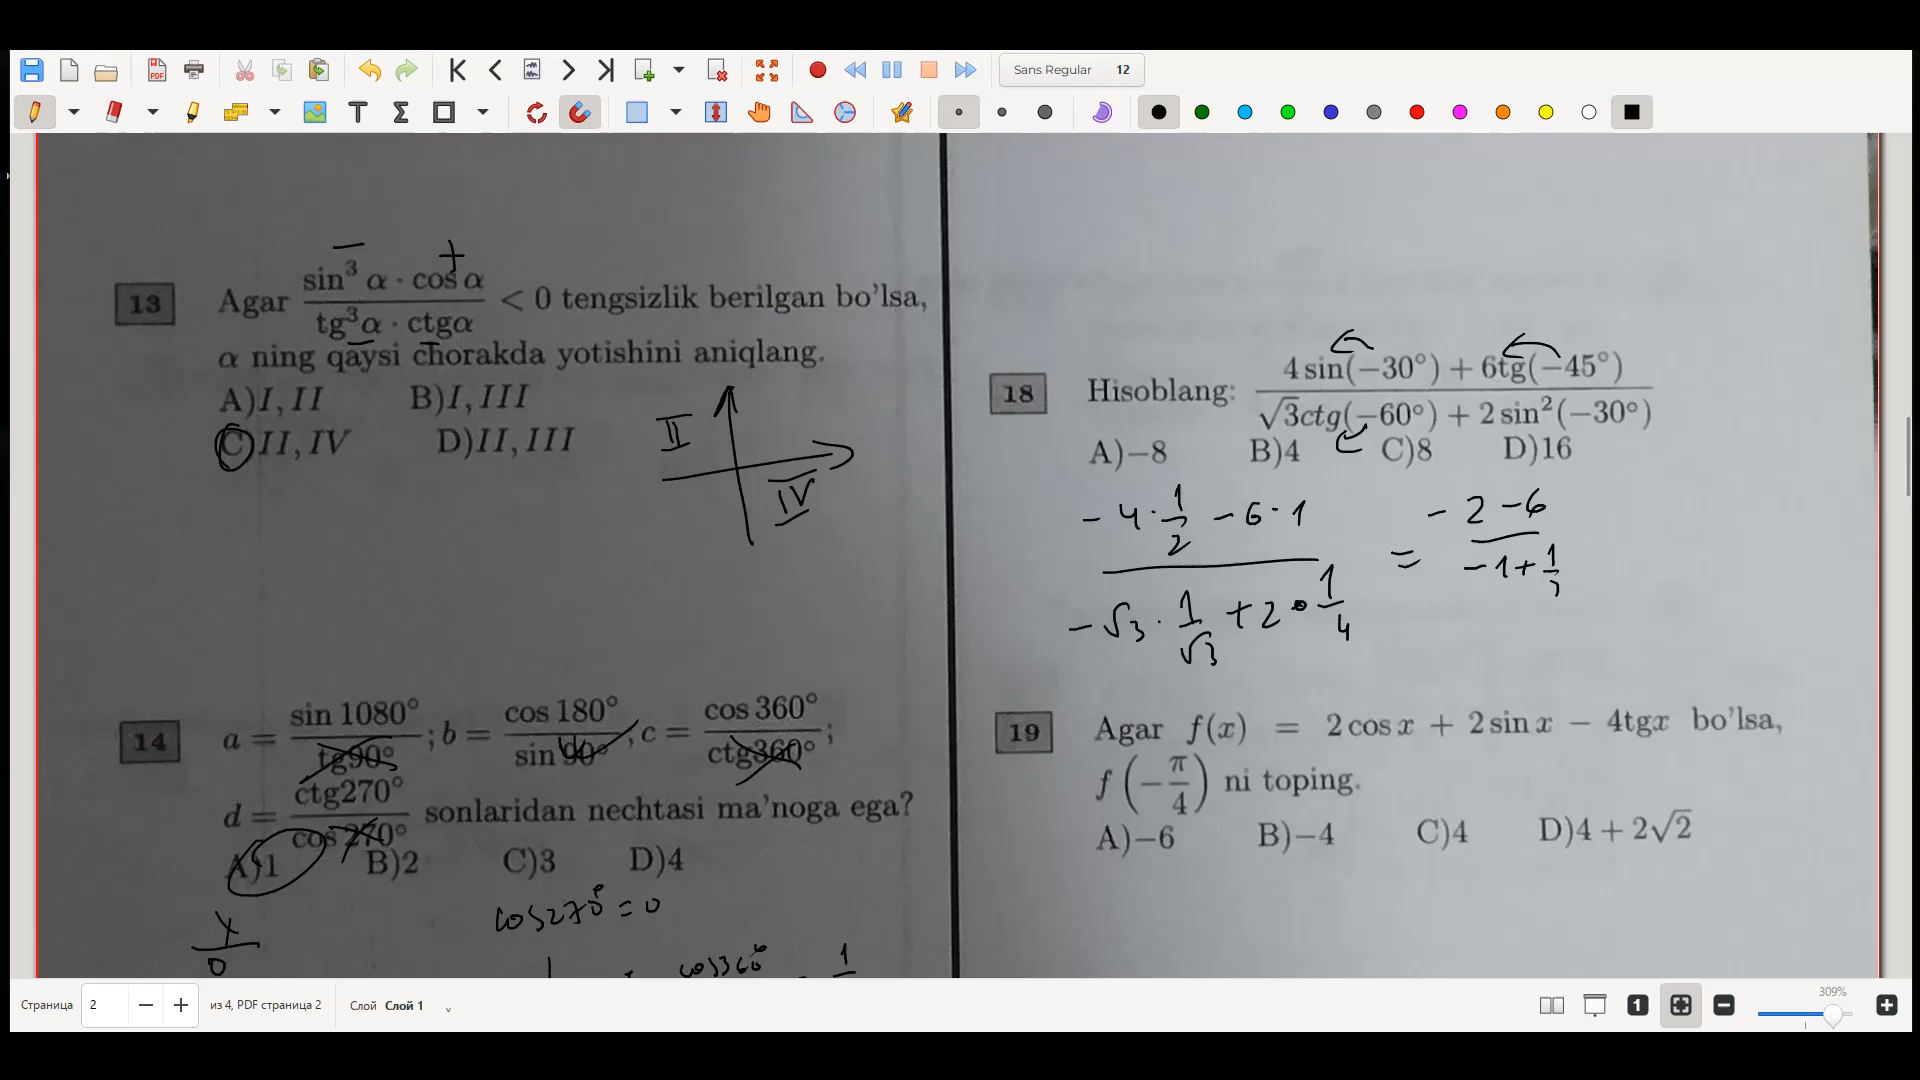 Sans Regular 12
PDF
13 Agar sin³ α · cos α / tg³α · ctgα < 0 tengsizlik berilgan bo'lsa,
− +
− −
α ning qaysi chorakda yotishini aniqlang.
A)I, II B)I, III
C)II, IV D)II, III
II
IV
14 a = sin 1080° / tg90° ; b = cos 180° / sin 90° , c = cos 360° / ctg360° ;
d = ctg270° / cos 270° sonlaridan nechtasi ma'noga ega?
A)1 B)2 C)3 D)4
cos270° = 0
x / 0
cos360°
1
18 Hisoblang: 4 sin(−30°) + 6tg(−45°) / √3ctg(−60°) + 2 sin²(−30°)
A)−8 B)4 C)8 D)16
− 4 · 1/2 − 6 · 1 / − √3 · 1/√3 + 2 · 1/4 = − 2 − 6 / − 1 +
19 Agar f(x) = 2 cos x + 2 sin x − 4tgx bo'lsa,
f(−π/4) ni toping.
A)−6 B)−4 C)4 D)4 + 2√2
Страница 2 из 4, PDF страница 2 Слой Слой 1
1
309%